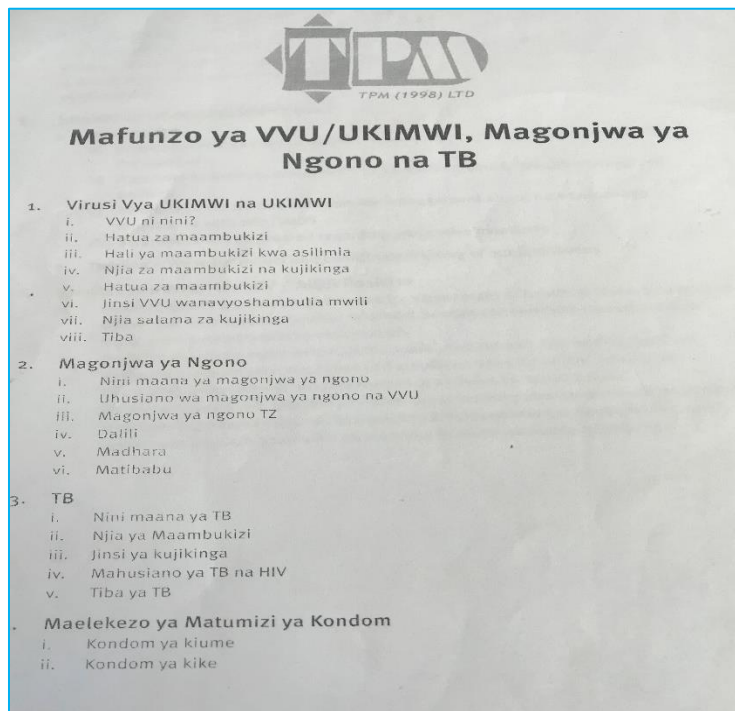 TPM
TPM (1998) LTD
Mafunzo ya VVU/UKIMWI, Magonjwa ya
Ngono na TB
1. Virusi Vya UKIMWI na UKIMWI
i. VVU ni nini?
ii. Hatua za maambukizi
iii. Hali ya maambukizi kwa asilimia
iv. Njia za maambukizi na kujikinga
v. Hatua za maambukizi
vi. Jinsi VVU wanavyoshambulia mwili
vii. Njia salama za kujikinga
viii. Tiba
2. Magonjwa ya Ngono
i. Nini maana ya magonjwa ya ngono
ii. Uhusiano wa magonjwa ya ngono na VVU
iii. Magonjwa ya ngono TZ
iv. Dalili
v. Madhara
vi. Matibabu
3. TB
i. Nini maana ya TB
ii. Njia ya Maambukizi
iii. Jinsi ya kujikinga
iv. Mahusiano ya TB na HIV
v. Tiba ya TB
. Maelekezo ya Matumizi ya Kondom
i. Kondom ya kiume
ii. Kondom ya kike